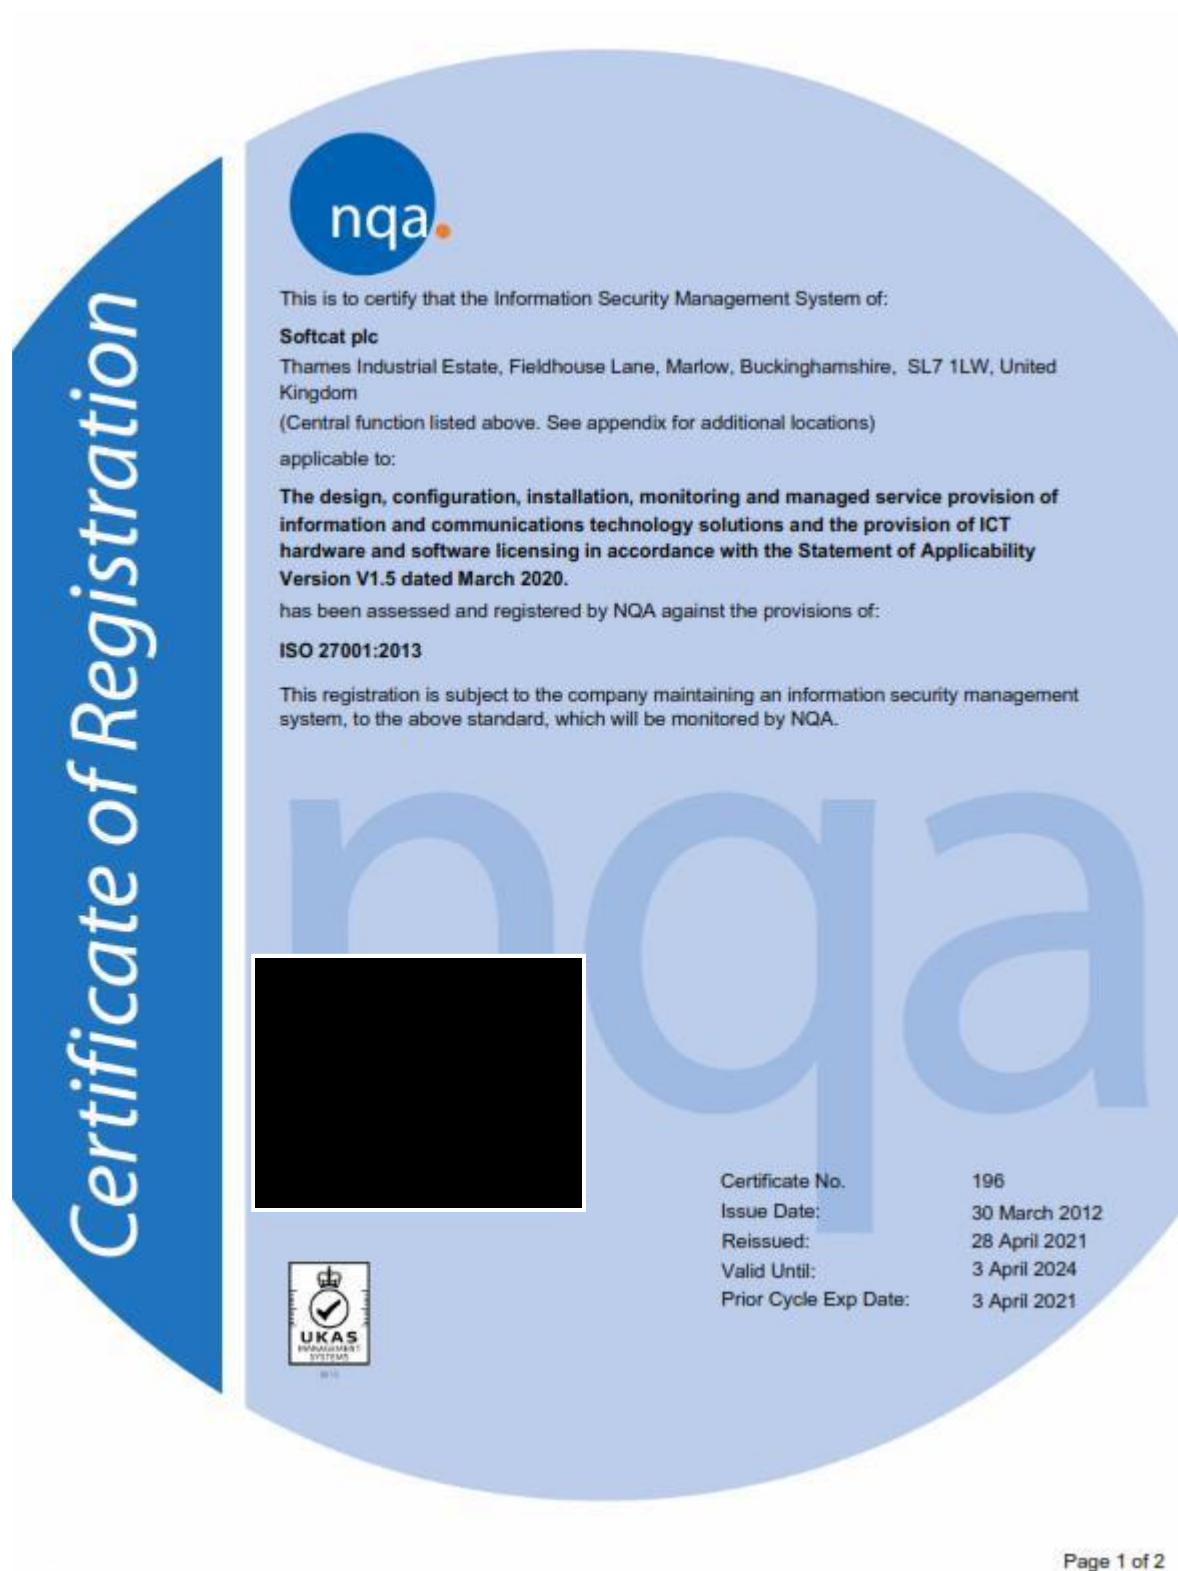 Certificate of Registration
nqa.
This is to certify that the Information Security Management System of:
Softcat plc
Thames Industrial Estate, Fieldhouse Lane, Marlow, Buckinghamshire, SL7 1LW, United
Kingdom
(Central function listed above. See appendix for additional locations)
applicable to:
The design, configuration, installation, monitoring and managed service provision of
information and communications technology solutions and the provision of ICT
hardware and software licensing in accordance with the Statement of Applicability
Version V1.5 dated March 2020.
has been assessed and registered by NQA against the provisions of:
ISO 27001:2013
This registration is subject to the company maintaining an information security management
system, to the above standard, which will be monitored by NQA.
nqa
Certificate No. 196
Issue Date: 30 March 2012
Reissued: 28 April 2021
Valid Until: 3 April 2024
Prior Cycle Exp Date: 3 April 2021
UKAS
MANAGEMENT
SYSTEMS
Page 1 of 2